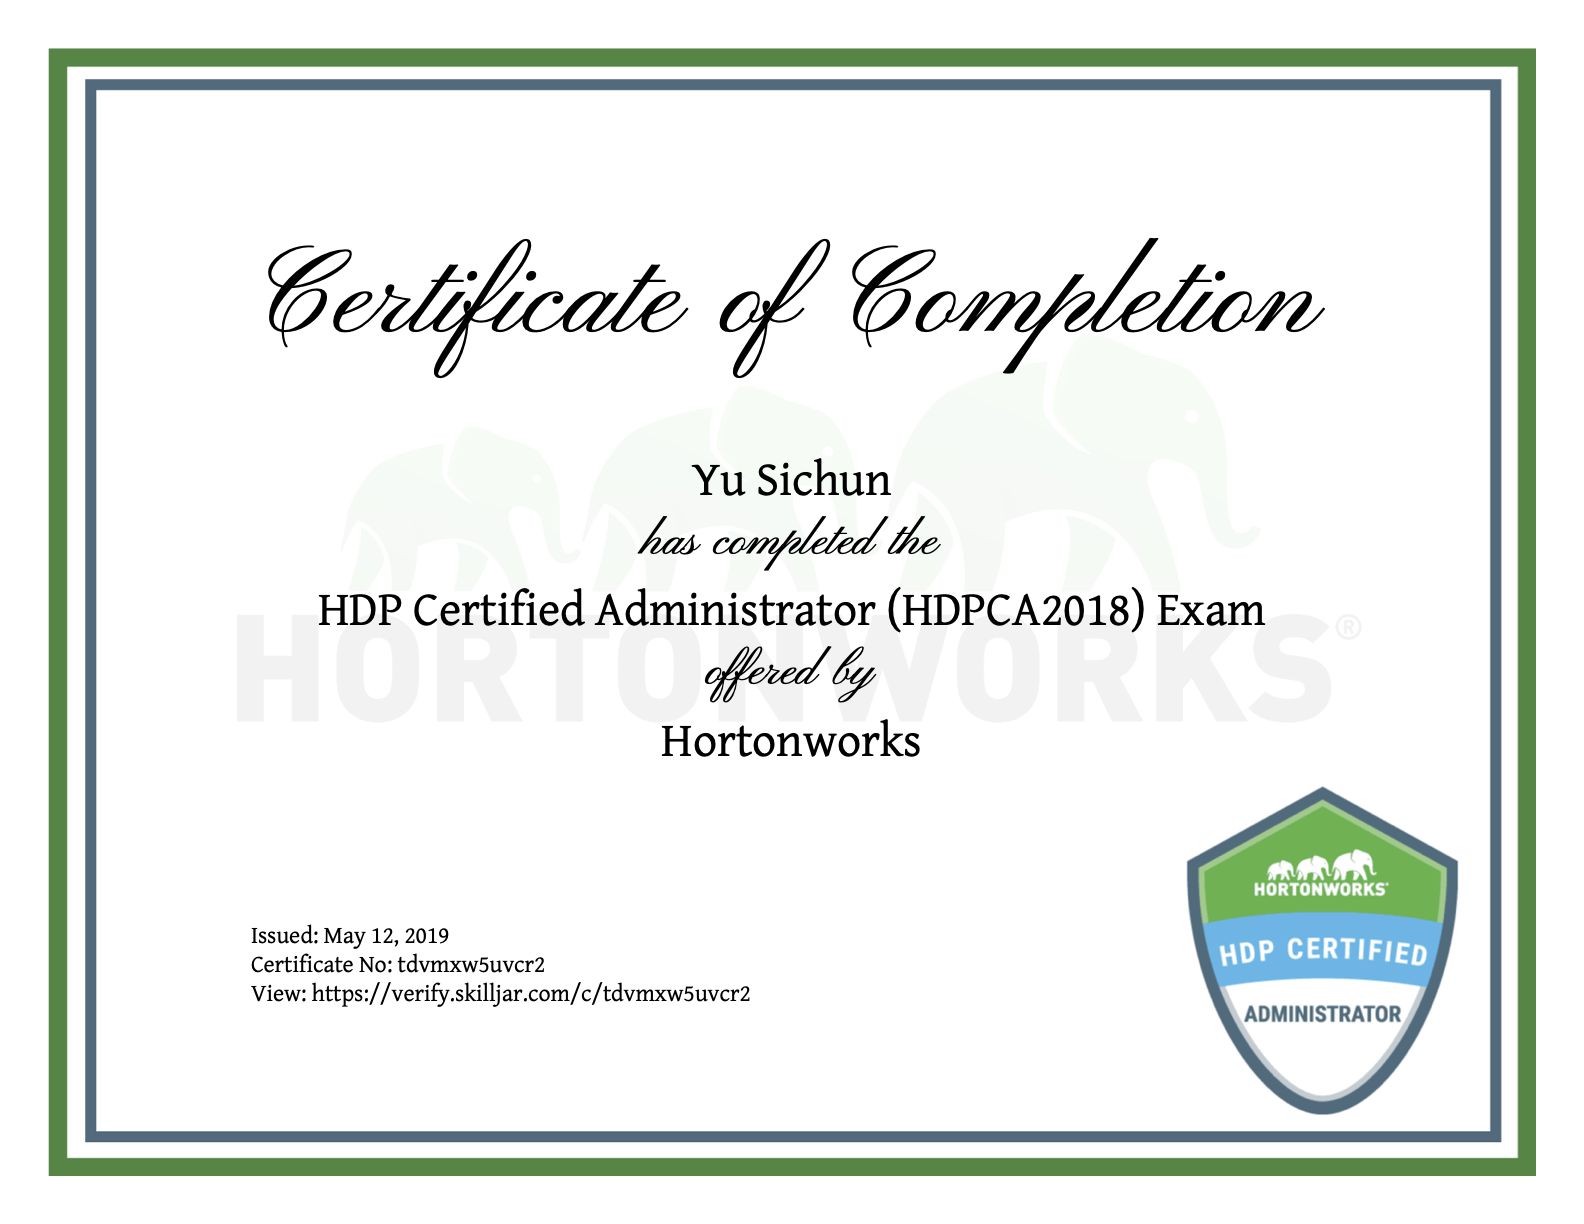 Certificate of Completion
Yu Sichun
has completed the
HDP Certified Administrator (HDPCA2018) Exam
HORTONWORKS®
offered by
Hortonworks
HORTONWORKS®
HDP CERTIFIED
ADMINISTRATOR
Issued: May 12, 2019
Certificate No: tdvmxw5uvcr2
View: https://verify.skilljar.com/c/tdvmxw5uvcr2